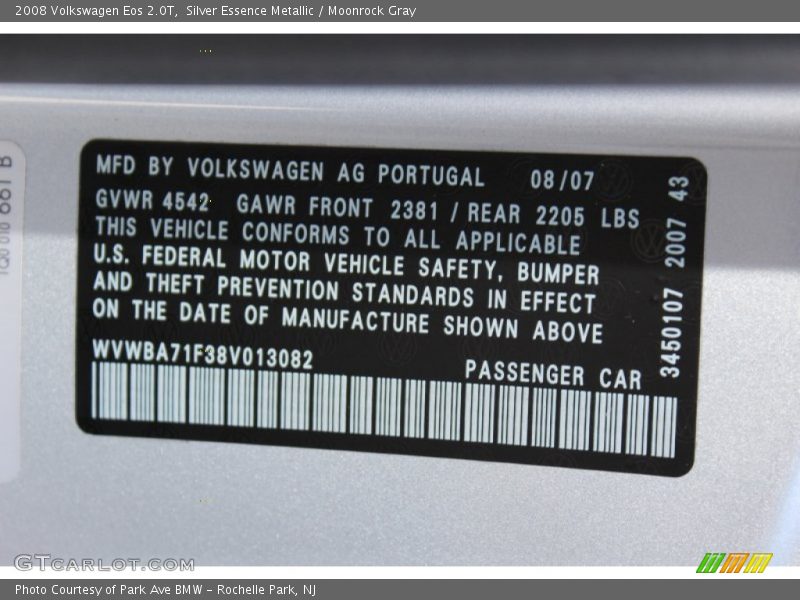 2008 Volkswagen Eos 2.0T, Silver Essence Metallic / Moonrock Gray
MFD BY VOLKSWAGEN AG PORTUGAL 08/07
GVWR 4542 GAWR FRONT 2381 / REAR 2205 LBS
THIS VEHICLE CONFORMS TO ALL APPLICABLE
U.S. FEDERAL MOTOR VEHICLE SAFETY, BUMPER
AND THEFT PREVENTION STANDARDS IN EFFECT
ON THE DATE OF MANUFACTURE SHOWN ABOVE
WVWBA71F38V013082
PASSENGER CAR
3450107 2007 43
1Q0 010 661 B
GTcarlot.com
Photo Courtesy of Park Ave BMW - Rochelle Park, NJ